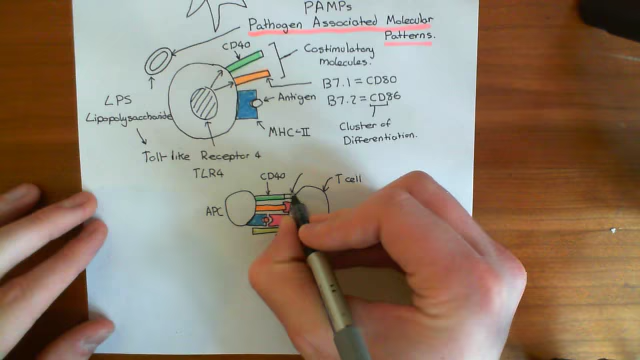 PAMPs
Pathogen Associated Molecular
Patterns.
CD40
Costimulatory
molecules.
B7.1 = CD80
B7.2 = CD86
Antigen
MHC-II
Cluster of
Differentiation.
LPS
Lipopolysaccharide
Toll-like Receptor 4
TLR4
CD40
T cell
APC